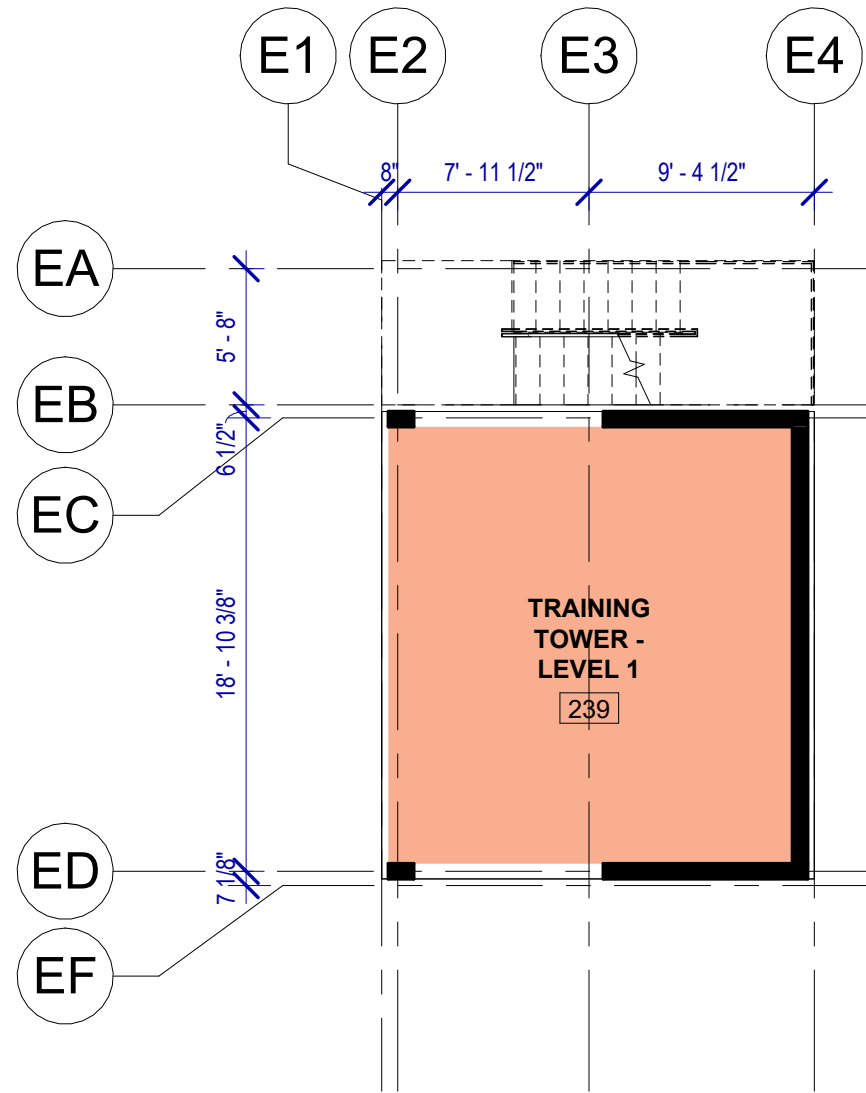 E1 E2 E3 E4
8" 7' - 11 1/2" 9' - 4 1/2"
EA
5' - 8"
EB
6 1/2"
EC
18' - 10 3/8"
TRAINING
TOWER -
LEVEL 1
239
ED
7 1/8"
EF